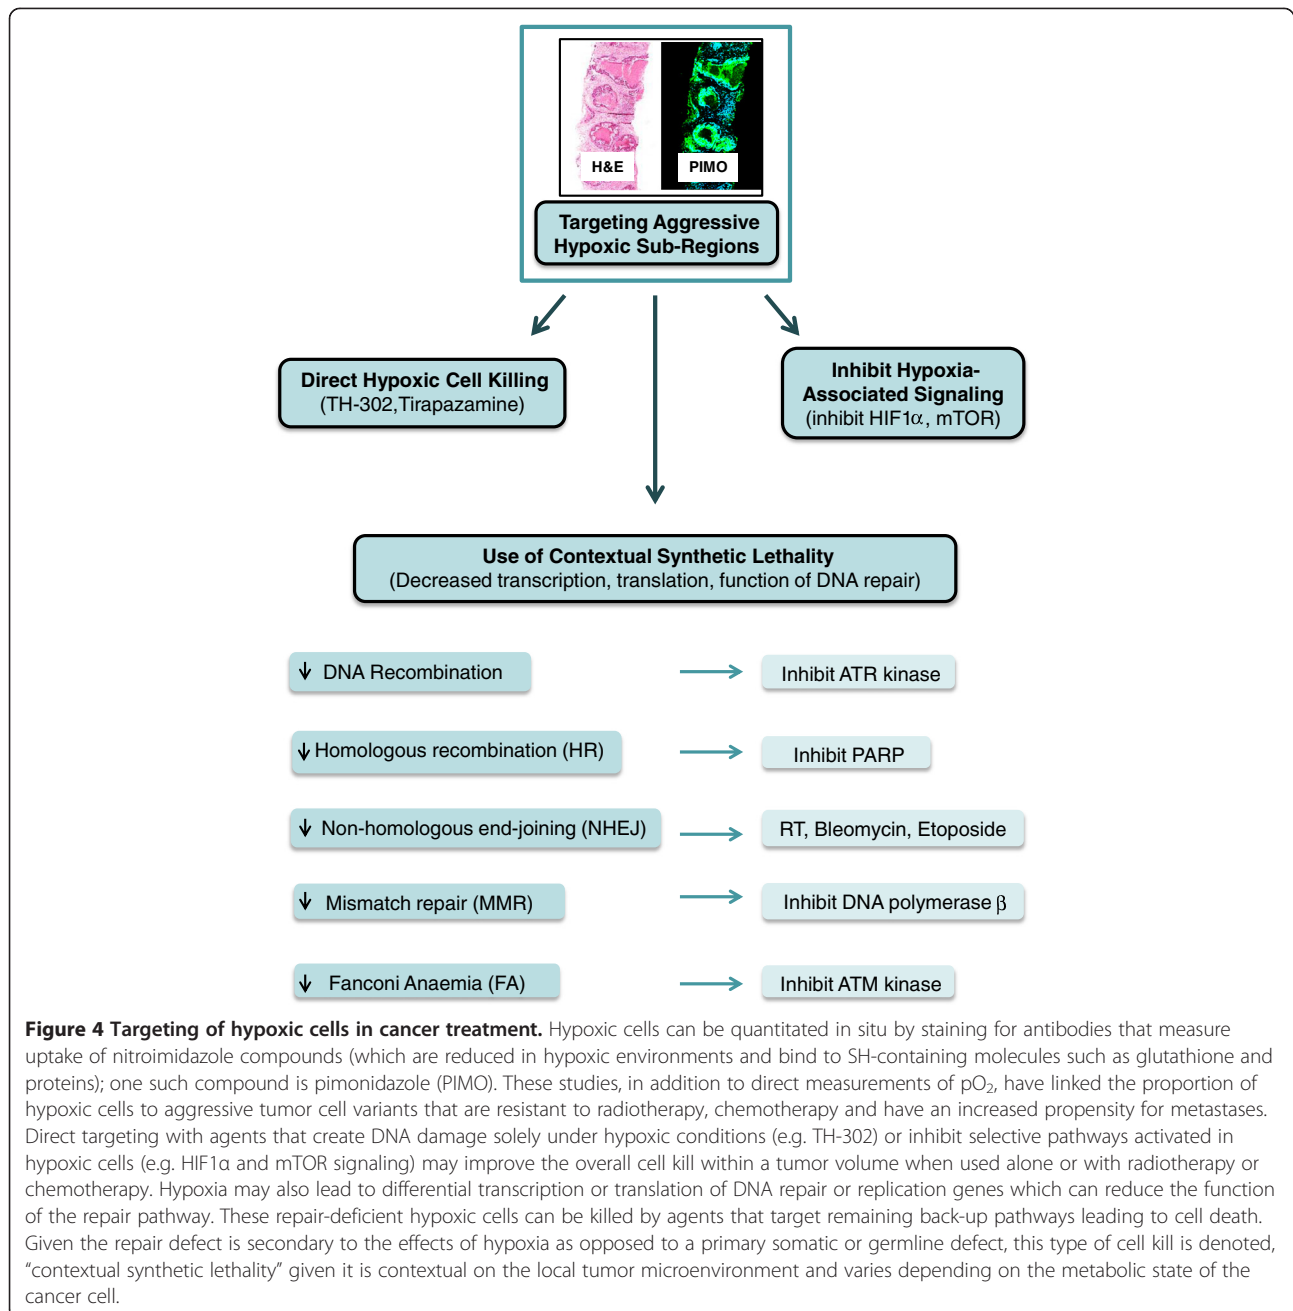 H&E
PIMO
Targeting Aggressive
Hypoxic Sub-Regions
Direct Hypoxic Cell Killing
(TH-302,Tirapazamine)
Inhibit Hypoxia-
Associated Signaling
(inhibit HIF1α, mTOR)
Use of Contextual Synthetic Lethality
(Decreased transcription, translation, function of DNA repair)
↓ DNA Recombination
Inhibit ATR kinase
↓ Homologous recombination (HR)
Inhibit PARP
↓ Non-homologous end-joining (NHEJ)
RT, Bleomycin, Etoposide
↓ Mismatch repair (MMR)
Inhibit DNA polymerase β
↓ Fanconi Anaemia (FA)
Inhibit ATM kinase
Figure 4 Targeting of hypoxic cells in cancer treatment. Hypoxic cells can be quantitated in situ by staining for antibodies that measure
uptake of nitroimidazole compounds (which are reduced in hypoxic environments and bind to SH-containing molecules such as glutathione and
proteins); one such compound is pimonidazole (PIMO). These studies, in addition to direct measurements of pO₂, have linked the proportion of
hypoxic cells to aggressive tumor cell variants that are resistant to radiotherapy, chemotherapy and have an increased propensity for metastases.
Direct targeting with agents that create DNA damage solely under hypoxic conditions (e.g. TH-302) or inhibit selective pathways activated in
hypoxic cells (e.g. HIF1α and mTOR signaling) may improve the overall cell kill within a tumor volume when used alone or with radiotherapy or
chemotherapy. Hypoxia may also lead to differential transcription or translation of DNA repair or replication genes which can reduce the function
of the repair pathway. These repair-deficient hypoxic cells can be killed by agents that target remaining back-up pathways leading to cell death.
Given the repair defect is secondary to the effects of hypoxia as opposed to a primary somatic or germline defect, this type of cell kill is denoted,
“contextual synthetic lethality” given it is contextual on the local tumor microenvironment and varies depending on the metabolic state of the
cancer cell.